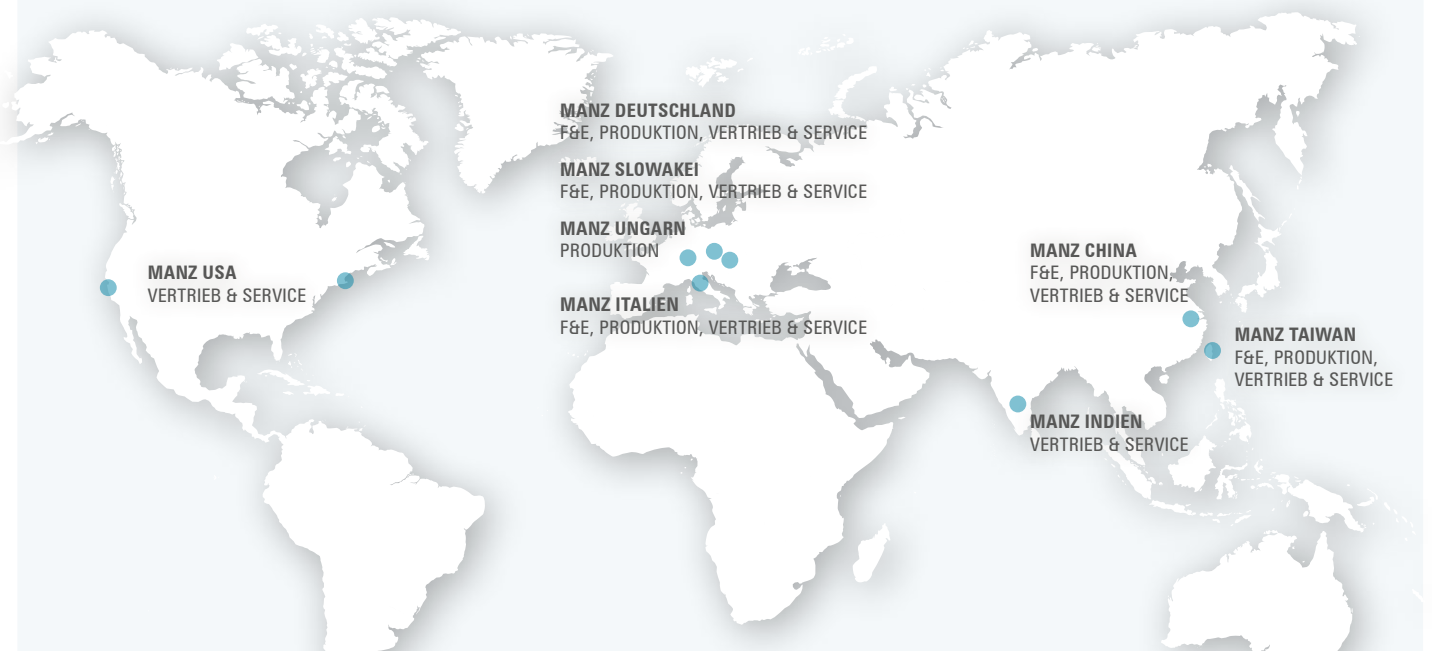 MANZ DEUTSCHLAND
F&E, PRODUKTION, VERTRIEB & SERVICE
MANZ SLOWAKEI
F&E, PRODUKTION, VERTRIEB & SERVICE
MANZ UNGARN
PRODUKTION
MANZ ITALIEN
F&E, PRODUKTION, VERTRIEB & SERVICE
MANZ USA
VERTRIEB & SERVICE
MANZ CHINA
F&E, PRODUKTION,
VERTRIEB & SERVICE
MANZ TAIWAN
F&E, PRODUKTION,
VERTRIEB & SERVICE
MANZ INDIEN
VERTRIEB & SERVICE